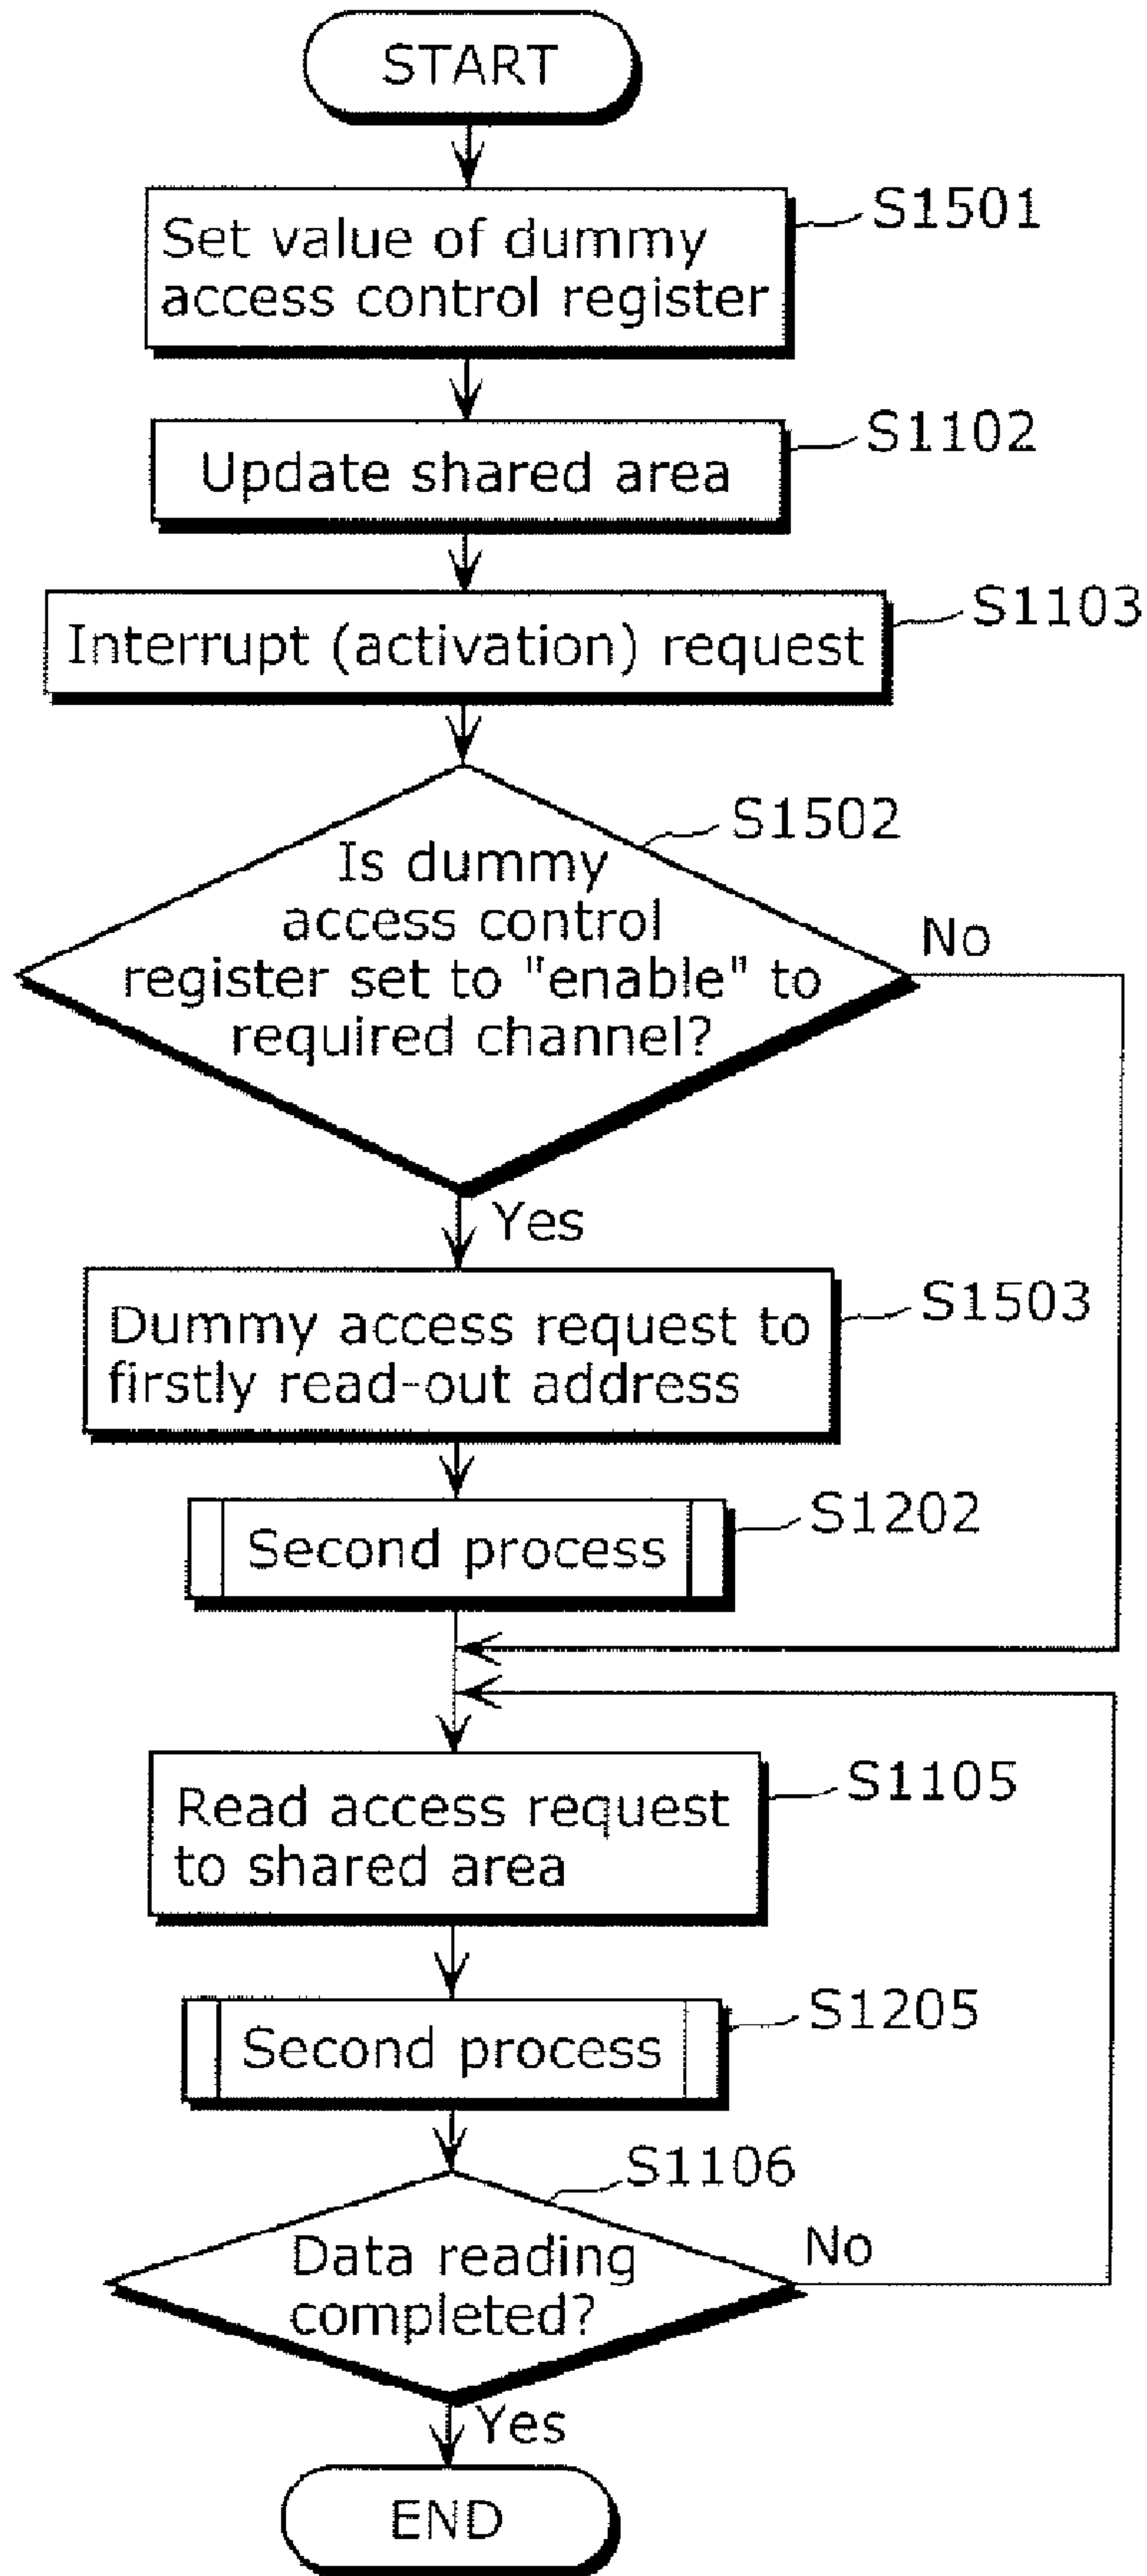 START
S1501
Set value of dummy
access control register
S1102
Update shared area
S1103
Interrupt (activation) request
S1502
Is dummy
access control
register set to "enable" to
required channel?
No
Yes
S1503
Dummy access request to
firstly read-out address
S1202
Second process
S1105
Read access request
to shared area
S1205
Second process
S1106
Data reading
completed?
No
Yes
END